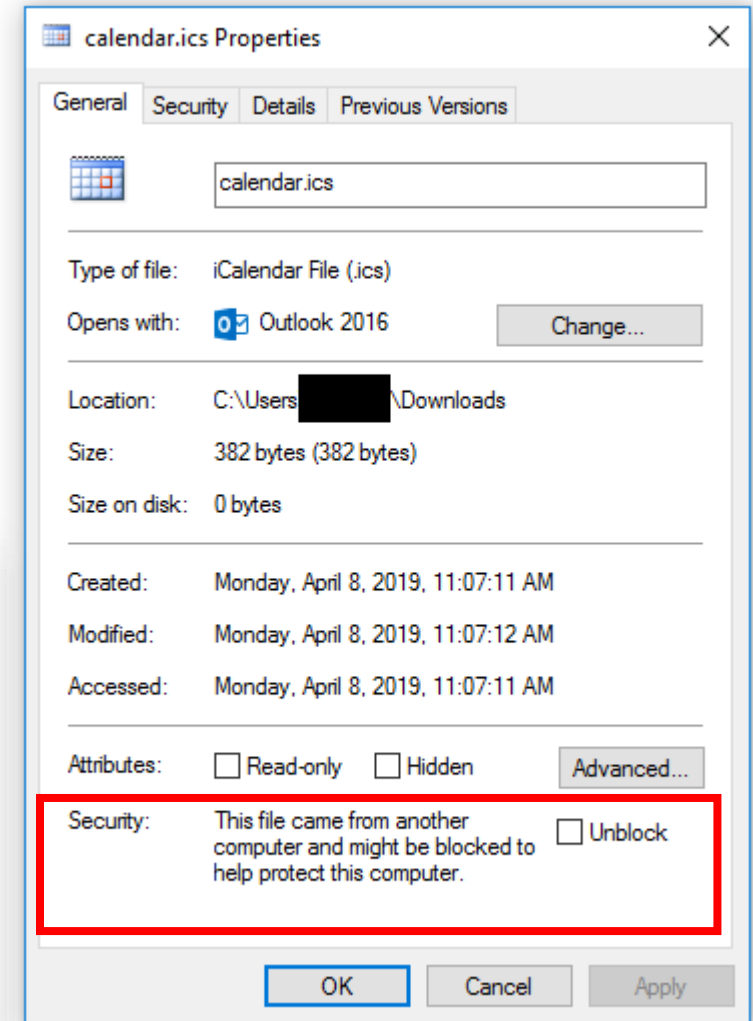 calendar.ics Properties
General Security Details Previous Versions
calendar.ics
Type of file: iCalendar File (.ics)
Opens with: Outlook 2016 Change...
Location: C:\Users \Downloads
Size: 382 bytes (382 bytes)
Size on disk: 0 bytes
Created: Monday, April 8, 2019, 11:07:11 AM
Modified: Monday, April 8, 2019, 11:07:12 AM
Accessed: Monday, April 8, 2019, 11:07:11 AM
Attributes: Read-only Hidden Advanced...
Security: This file came from another
computer and might be blocked to Unblock
help protect this computer.
OK Cancel Apply